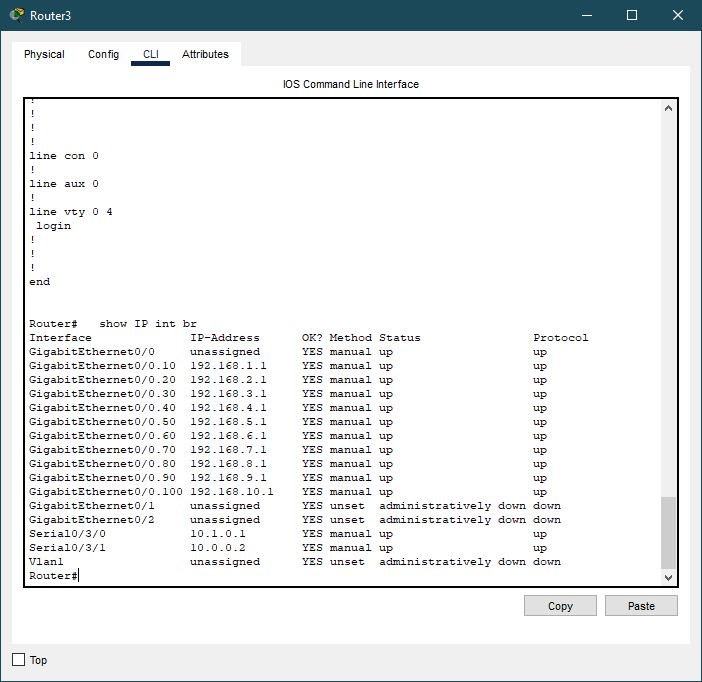 Router3
Physical Config CLI Attributes
IOS Command Line Interface
!
!
!
!
line con 0
!
line aux 0
!
line vty 0 4
 login
!
!
!
end
Router#   show IP int br
Interface              IP-Address      OK? Method Status                Protocol
GigabitEthernet0/0     unassigned      YES manual up                    up
GigabitEthernet0/0.10  192.168.1.1     YES manual up                    up
GigabitEthernet0/0.20  192.168.2.1     YES manual up                    up
GigabitEthernet0/0.30  192.168.3.1     YES manual up                    up
GigabitEthernet0/0.40  192.168.4.1     YES manual up                    up
GigabitEthernet0/0.50  192.168.5.1     YES manual up                    up
GigabitEthernet0/0.60  192.168.6.1     YES manual up                    up
GigabitEthernet0/0.70  192.168.7.1     YES manual up                    up
GigabitEthernet0/0.80  192.168.8.1     YES manual up                    up
GigabitEthernet0/0.90  192.168.9.1     YES manual up                    up
GigabitEthernet0/0.100 192.168.10.1    YES manual up                    up
GigabitEthernet0/1     unassigned      YES unset  administratively down down
GigabitEthernet0/2     unassigned      YES unset  administratively down down
Serial0/3/0            10.1.0.1        YES manual up                    up
Serial0/3/1            10.0.0.2        YES manual up                    up
Vlan1                  unassigned      YES unset  administratively down down
Router#
Copy Paste
Top